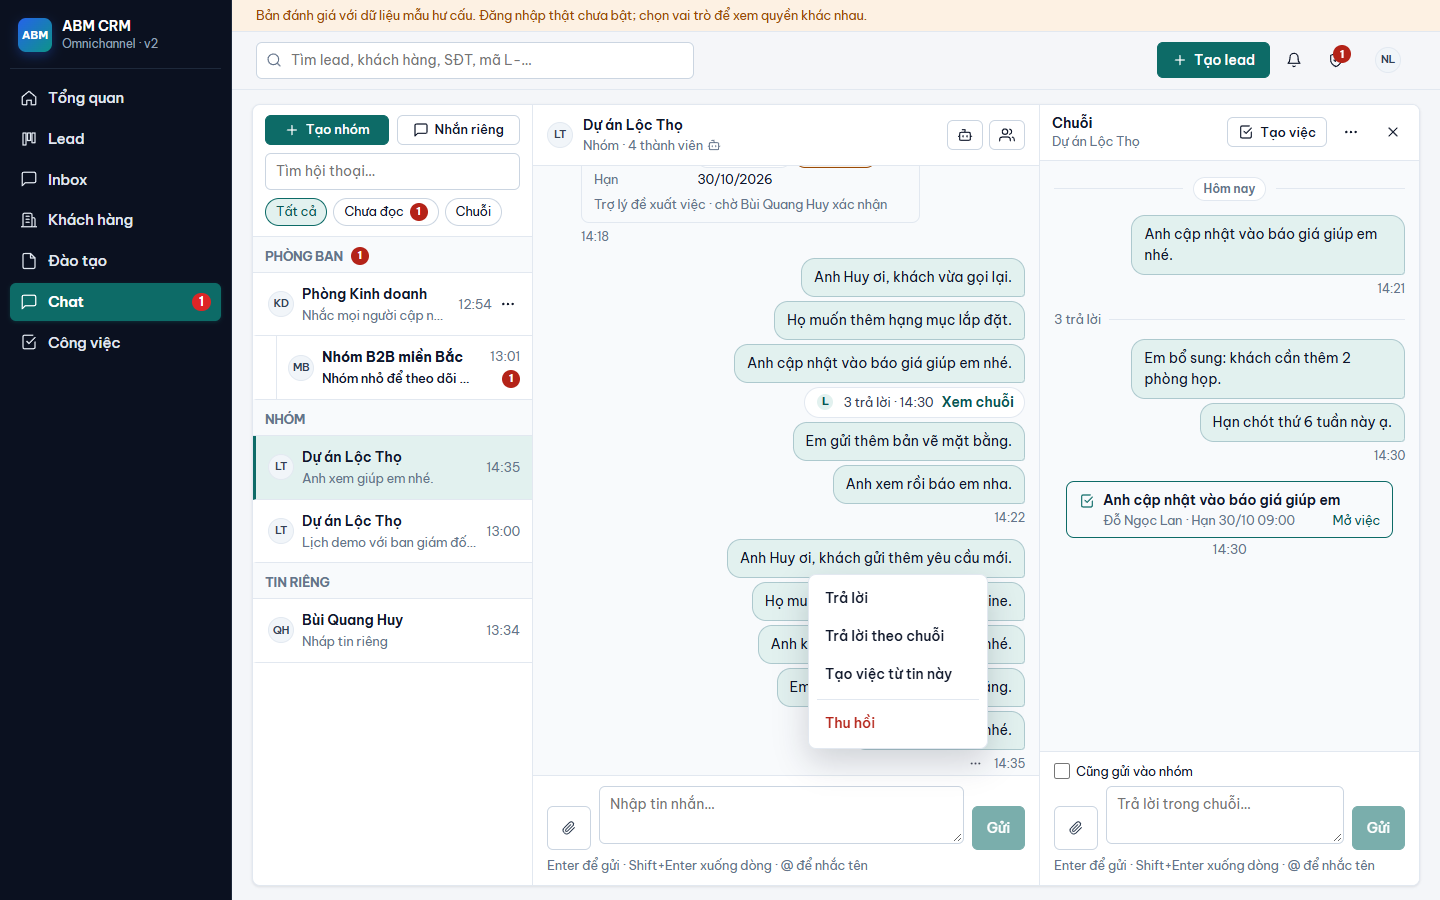 Bản đánh giá với dữ liệu mẫu hư cấu. Đăng nhập thật chưa bật; chọn vai trò để xem quyền khác nhau.
ABM
ABM CRM
Omnichannel · v2
Tổng quan
Lead
Inbox
Khách hàng
Đào tạo
Chat
1
Công việc
Tìm lead, khách hàng, SĐT, mã L-...
Tạo lead
1
NL
Tạo nhóm
Nhắn riêng
Tìm hội thoại...
Tất cả
Chưa đọc 1
Chuỗi
PHÒNG BAN 1
KD
Phòng Kinh doanh
Nhắc mọi người cập n...
12:54
MB
Nhóm B2B miền Bắc
Nhóm nhỏ để theo dõi ...
13:01
1
NHÓM
LT
Dự án Lộc Thọ
Anh xem giúp em nhé.
14:35
LT
Dự án Lộc Thọ
Lịch demo với ban giám đố...
13:00
TIN RIÊNG
QH
Bùi Quang Huy
Nháp tin riêng
13:34
LT
Dự án Lộc Thọ
Nhóm · 4 thành viên
Hạn 30/10/2026
Trợ lý đề xuất việc · chờ Bùi Quang Huy xác nhận
14:18
Anh Huy ơi, khách vừa gọi lại.
Họ muốn thêm hạng mục lắp đặt.
Anh cập nhật vào báo giá giúp em nhé.
L 3 trả lời · 14:30 Xem chuỗi
Em gửi thêm bản vẽ mặt bằng.
Anh xem rồi báo em nha.
14:22
Anh Huy ơi, khách gửi thêm yêu cầu mới.
Họ mu
ine.
Anh k
nhé.
Em
ảng.
nhé.
Trả lời
Trả lời theo chuỗi
Tạo việc từ tin này
Thu hồi
14:35
Nhập tin nhắn...
Gửi
Enter để gửi · Shift+Enter xuống dòng · @ để nhắc tên
Chuỗi
Dự án Lộc Thọ
Tạo việc
Hôm nay
Anh cập nhật vào báo giá giúp em
nhé.
14:21
3 trả lời
Em bổ sung: khách cần thêm 2
phòng họp.
Hạn chót thứ 6 tuần này ạ.
14:30
Anh cập nhật vào báo giá giúp em
Đỗ Ngọc Lan · Hạn 30/10 09:00
Mở việc
14:30
Cũng gửi vào nhóm
Trả lời trong chuỗi...
Gửi
Enter để gửi · Shift+Enter xuống dòng · @ để nhắc tên